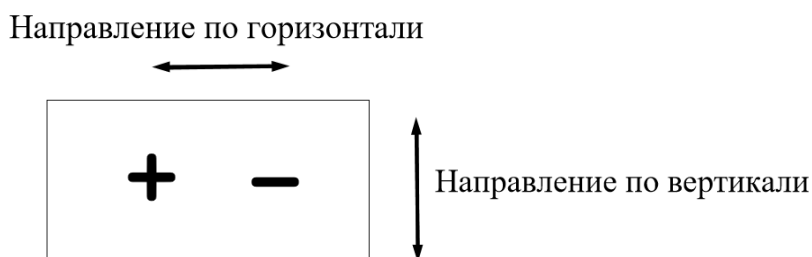 Направление по горизонтали
+ −
Направление по вертикали